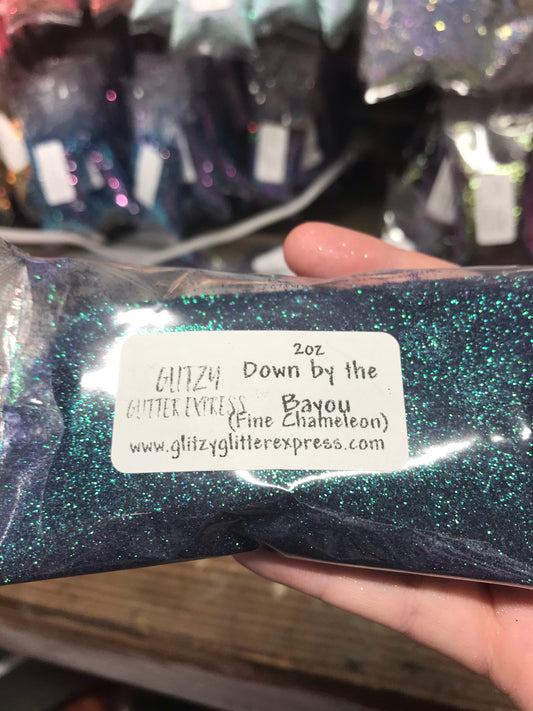 2oz
GLITZY Down by the
GLITTER EXPRESS Bayou
(Fine Chameleon)
www.glitzyglitterexpress.com